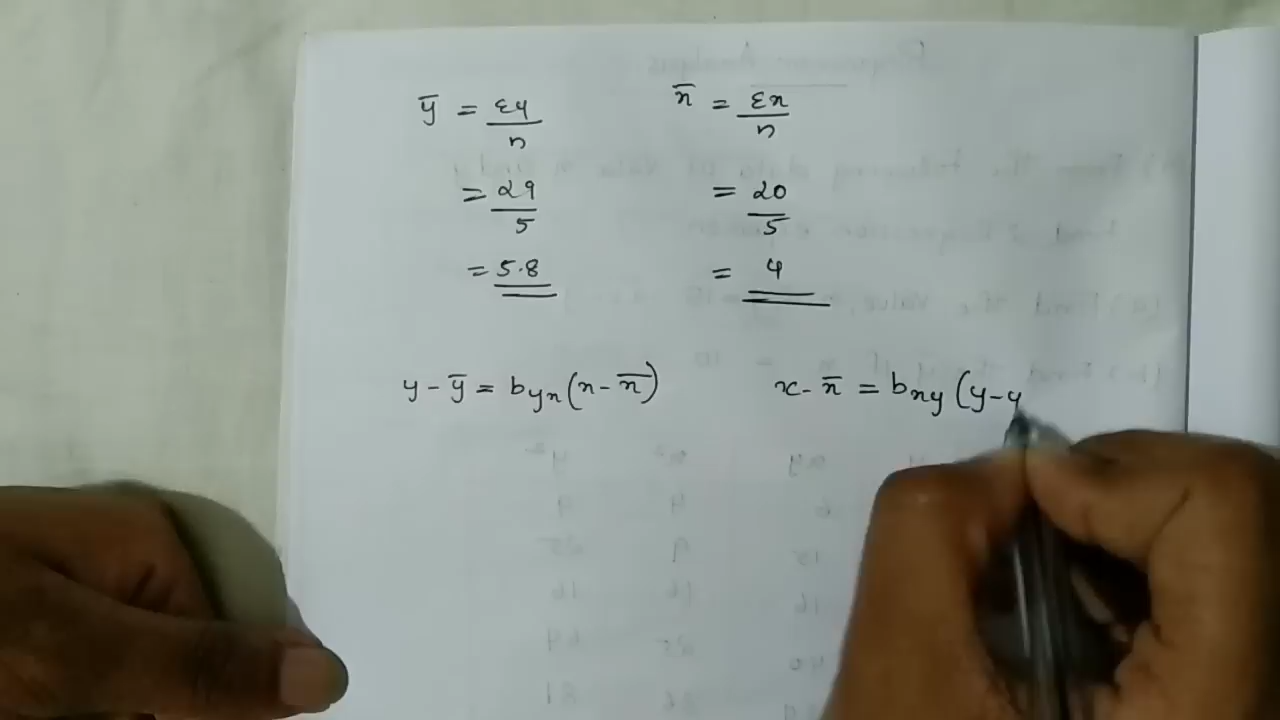 ȳ = Σy/n    x̄ = Σx/n
= 29/5    = 20/5
= 5.8    = 4
y - ȳ = byx(x - x̄)    x - x̄ = bxy (y - y